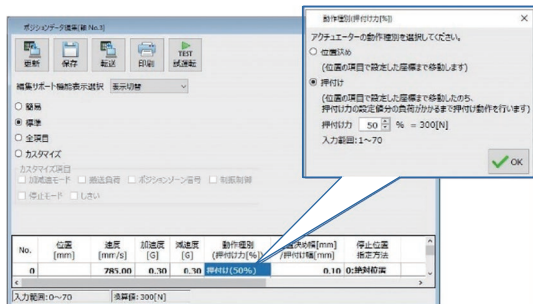 ポジションデータ編集[軸 No.3]
更新 保存 転送 印刷 TEST 試運転
編集サポート機能表示選択 表示切替
簡易
標準
全項目
カスタマイズ
カスタマイズ項目
加減速モード 搬送負荷 ポジションゾーン信号 制振制御
停止モード しきい
No. 位置 [mm] 速度 [mm/s] 加速度 [G] 減速度 [G] 動作種別 (押付け力[%]) 決め幅[mm] /押付け幅[mm] 停止位置 指定方法
0 785.00 0.30 0.30 押付け(50%) 0.10 0:絶対位置
入力範囲:0~70 換算値: 300[N]
動作種別(押付け力[%]) ×
アクチュエーターの動作種別を選択してください。
位置決め
(位置の項目で設定した座標まで移動します)
押付け
(位置の項目で設定した座標まで移動したのち、
押付け力の設定値分の負荷がかかるまで押付け動作を行います)
押付け力 50 % = 300[N]
入力範囲:1~70
OK